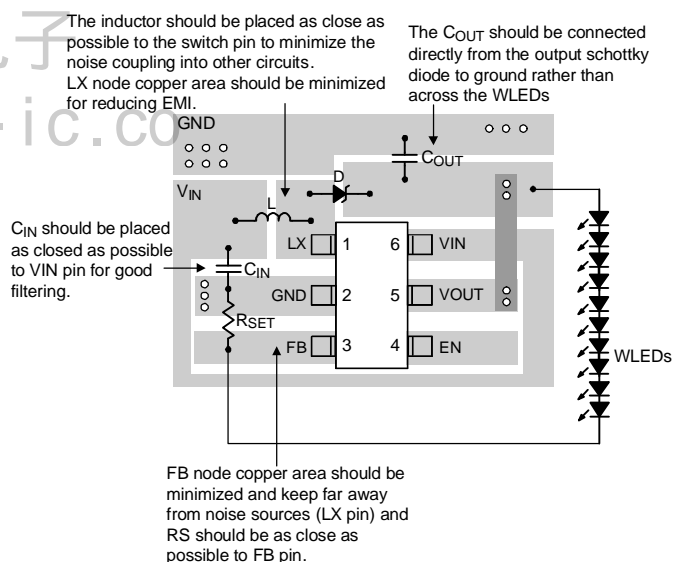 The inductor should be placed as close as
possible to the switch pin to minimize the
noise coupling into other circuits.
LX node copper area should be minimized
for reducing EMI.
The COUT should be connected
directly from the output schottky
diode to ground rather than
across the WLEDs
子
-ic.co
GND
COUT
D
VIN
L
CIN should be placed
as closed as possible
to VIN pin for good
filtering.
LX 1 6 VIN
CIN
GND 2 5 VOUT
RSET
FB 3 4 EN
WLEDs
FB node copper area should be
minimized and keep far away
from noise sources (LX pin) and
RS should be as close as
possible to FB pin.